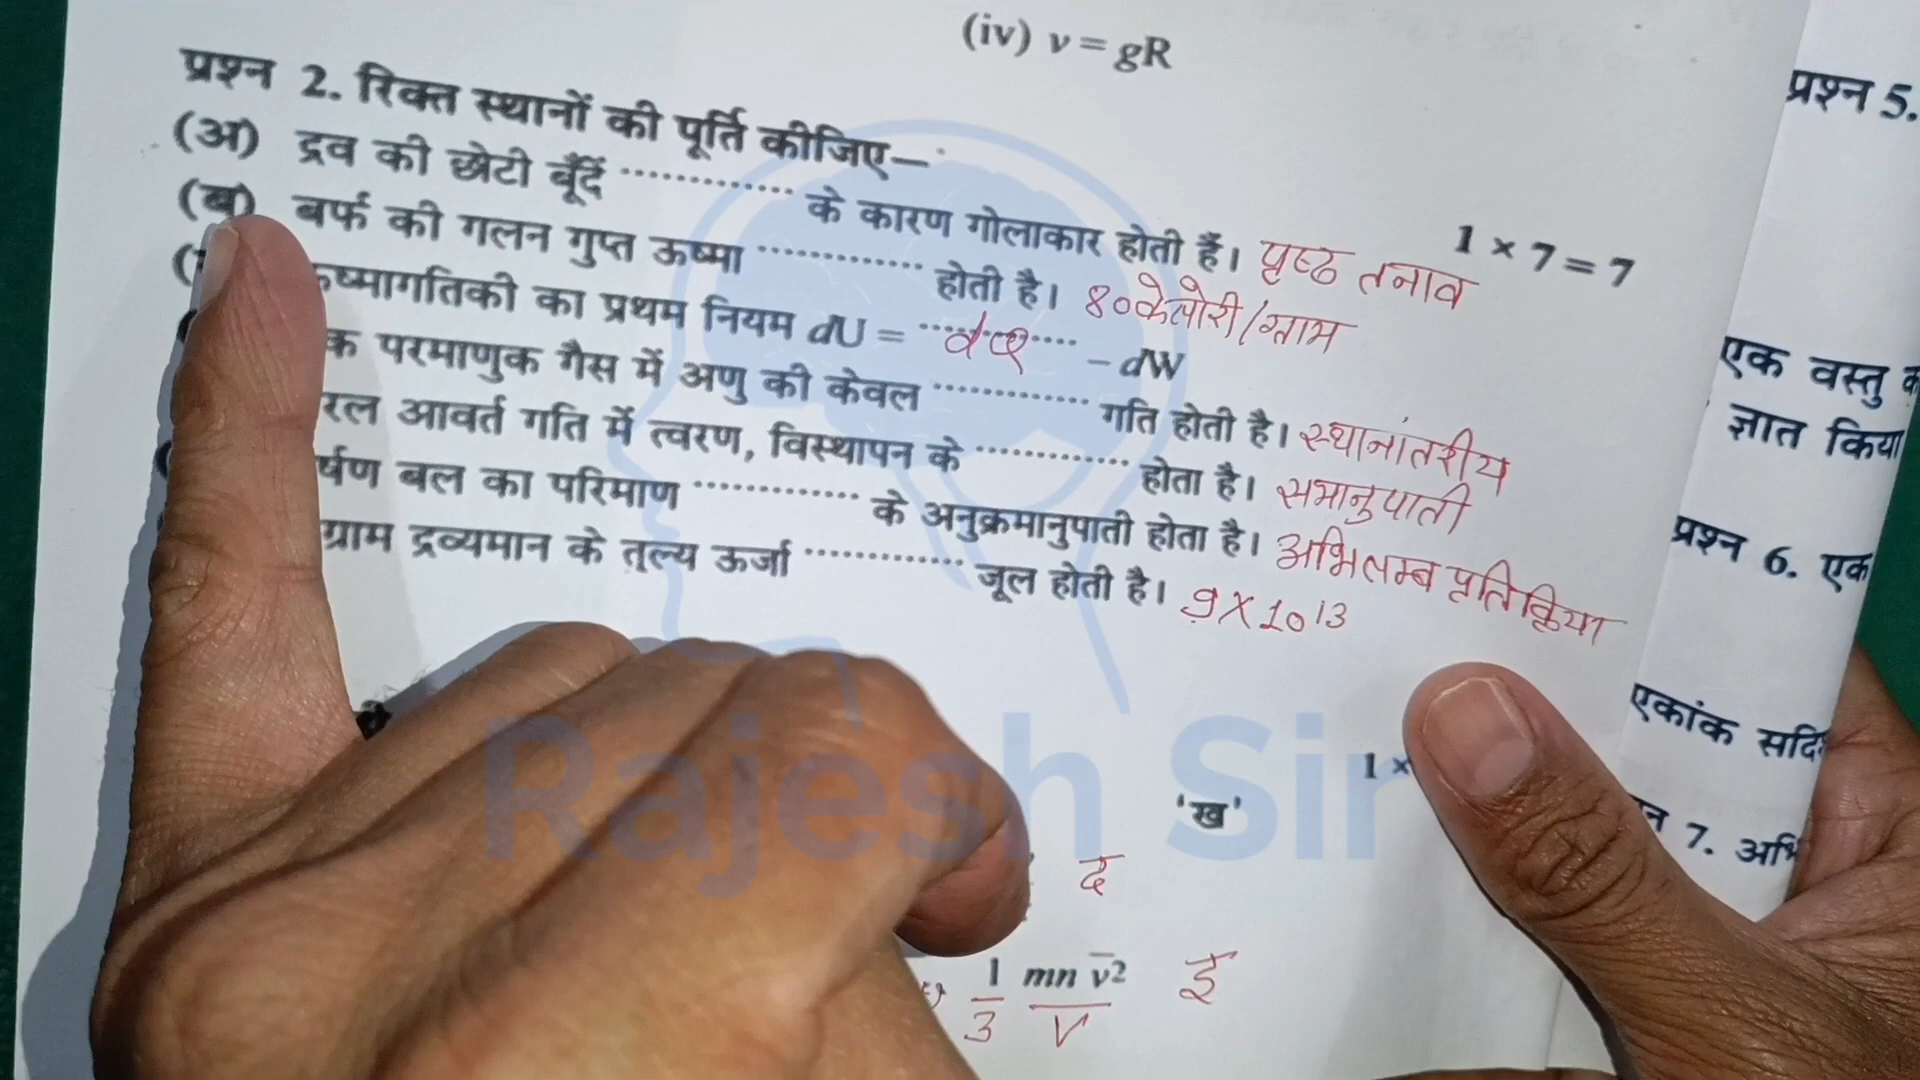 (iv) v = gR
प्रश्न 2. रिक्त स्थानों की पूर्ति कीजिए—
1 × 7 = 7
(अ) द्रव की छोटी बूँदें ............. के कारण गोलाकार होती हैं। पृष्ठ तनाव
(ब) बर्फ की गलन गुप्त ऊष्मा ............. होती है। 80केलोरी/ग्राम
ष्मागतिकी का प्रथम नियम dU = ......dQ...... – dW
क परमाणुक गैस में अणु की केवल ............. गति होती है। स्थानांतरीय
रल आवर्त गति में त्वरण, विस्थापन के ............. होता है। समानुपाती
र्षण बल का परिमाण ............. के अनुक्रमानुपाती होता है। अभिलम्ब प्रतिक्रिया
ग्राम द्रव्यमान के तुल्य ऊर्जा ............. जूल होती है। 9 X 10¹³
1 ×
'ख'
द
1/3 mn v̄²/V ई
प्रश्न 5.
एक वस्तु
ज्ञात किया
प्रश्न 6. एक
एकांक सदि
न 7. अभि
Rajesh Sir